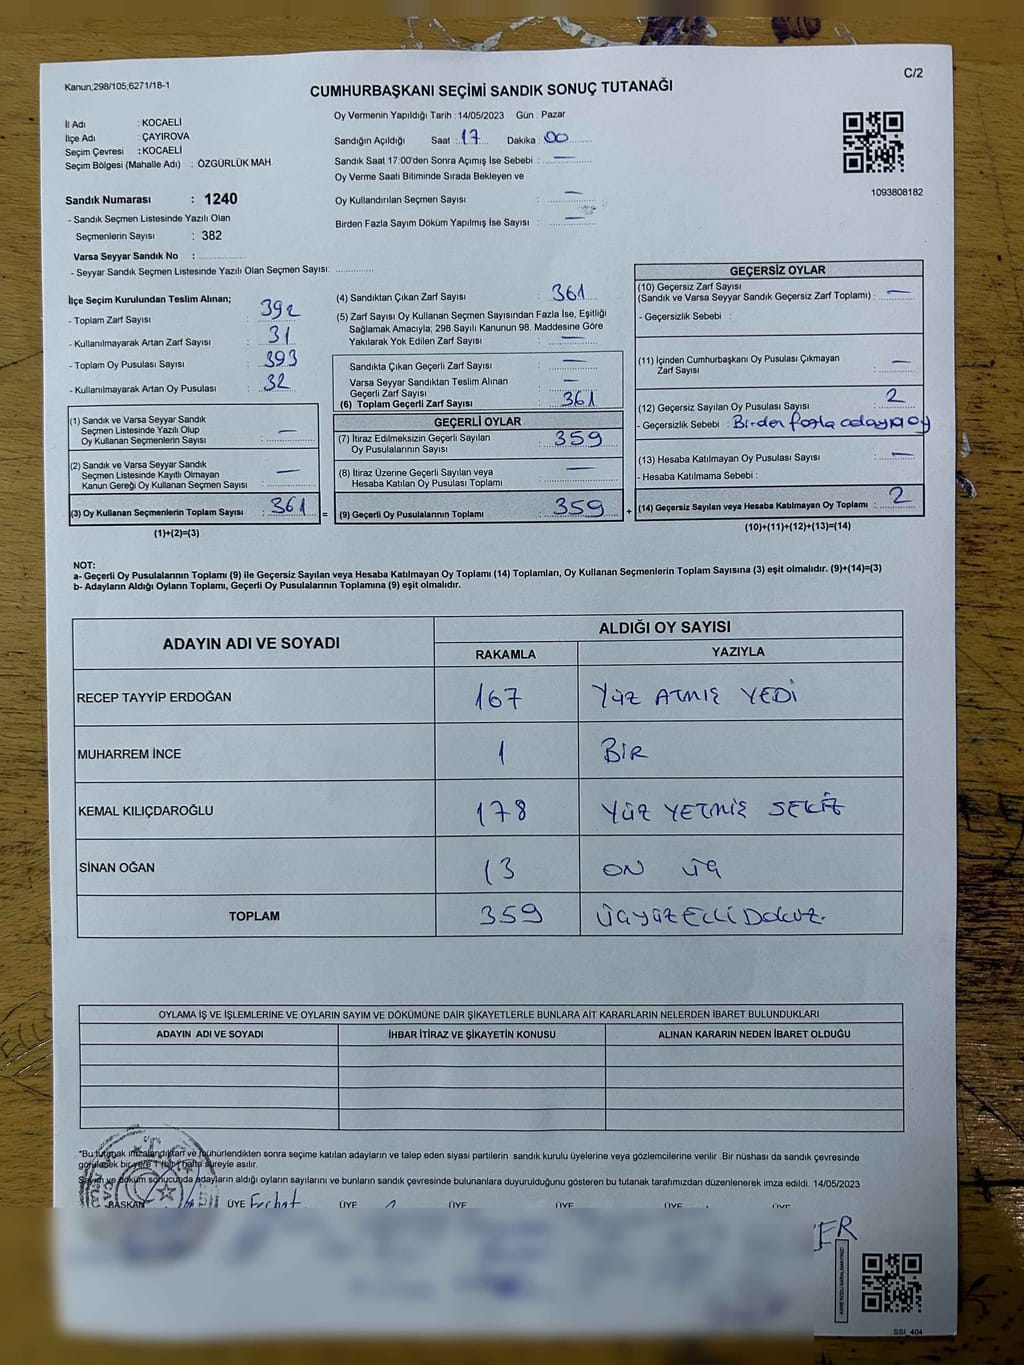 Kanun;298/105;6271/18-1
C/2
CUMHURBAŞKANI SEÇİMİ SANDIK SONUÇ TUTANAĞI
İl Adı : KOCAELİ
İlçe Adı : ÇAYIROVA
Seçim Çevresi : KOCAELİ
Seçim Bölgesi (Mahalle Adı) : ÖZGÜRLÜK MAH.
Sandık Numarası : 1240
- Sandık Seçmen Listesinde Yazılı Olan
Seçmenlerin Sayısı : 382
Varsa Seyyar Sandık No :
- Seyyar Sandık Seçmen Listesinde Yazılı Olan Seçmen Sayısı:
Oy Vermenin Yapıldığı Tarih : 14/05/2023 Gün : Pazar
Sandığın Açıldığı Saat : 17 Dakika : 00
Sandık Saat 17:00'den Sonra Açımış İse Sebebi : —
Oy Verme Saati Bitiminde Sırada Bekleyen ve
Oy Kullandırılan Seçmen Sayısı : —
Birden Fazla Sayım Döküm Yapılmış İse Sayısı : —
1093808182
İlçe Seçim Kurulundan Teslim Alınan;
- Toplam Zarf Sayısı : 392
- Kullanılmayarak Artan Zarf Sayısı : 31
- Toplam Oy Pusulası Sayısı : 393
- Kullanılmayarak Artan Oy Pusulası : 32
(1) Sandık ve Varsa Seyyar Sandık
Seçmen Listesinde Yazılı Olup
Oy Kullanan Seçmenlerin Sayısı : —
(2) Sandık ve Varsa Seyyar Sandık
Seçmen Listesinde Kayıtlı Olmayan
Kanun Gereği Oy Kullanan Seçmen Sayısı : —
(3) Oy Kullanan Seçmenlerin Toplam Sayısı : 361 =
(1)+(2)=(3)
(4) Sandıktan Çıkan Zarf Sayısı : 361
(5) Zarf Sayısı Oy Kullanan Seçmen Sayısından Fazla İse, Eşitliği
Sağlamak Amacıyla; 298 Sayılı Kanunun 98. Maddesine Göre
Yakılarak Yok Edilen Zarf Sayısı : —
Sandıkta Çıkan Geçerli Zarf Sayısı : —
Varsa Seyyar Sandıktan Teslim Alınan
Geçerli Zarf Sayısı : —
(6) Toplam Geçerli Zarf Sayısı : 361
GEÇERLİ OYLAR
(7) İtiraz Edilmeksizin Geçerli Sayılan
Oy Pusulalarının Sayısı : 359
(8) İtiraz Üzerine Geçerli Sayılan veya
Hesaba Katılan Oy Pusulası Toplamı : —
(9) Geçerli Oy Pusulalarının Toplamı : 359 +
GEÇERSİZ OYLAR
(10) Geçersiz Zarf Sayısı
(Sandık ve Varsa Seyyar Sandık Geçersiz Zarf Toplamı) : —
- Geçersizlik Sebebi :
(11) İçinden Cumhurbaşkanı Oy Pusulası Çıkmayan
Zarf Sayısı : —
(12) Geçersiz Sayılan Oy Pusulası Sayısı : 2
- Geçersizlik Sebebi : Birden fazla adaya oy
(13) Hesaba Katılmayan Oy Pusulası Sayısı : —
- Hesaba Katılmama Sebebi :
(14) Geçersiz Sayılan veya Hesaba Katılmayan Oy Toplamı : 2
(10)+(11)+(12)+(13)=(14)
NOT:
a- Geçerli Oy Pusulalarının Toplamı (9) ile Geçersiz Sayılan veya Hesaba Katılmayan Oy Toplamı (14) Toplamları, Oy Kullanan Seçmenlerin Toplam Sayısına (3) eşit olmalıdır. (9)+(14)=(3)
b- Adayların Aldığı Oyların Toplamı, Geçerli Oy Pusulalarının Toplamına (9) eşit olmalıdır.
ADAYIN ADI VE SOYADI
ALDIĞI OY SAYISI
RAKAMLA YAZIYLA
RECEP TAYYİP ERDOĞAN 167 YÜZ ATMIŞ YEDİ
MUHARREM İNCE 1 BİR
KEMAL KILIÇDAROĞLU 178 YÜZ YETMİŞ SEKİZ
SİNAN OĞAN 13 ON ÜÇ
TOPLAM 359 ÜÇYÜZ ELLİ DOKUZ.
OYLAMA İŞ VE İŞLEMLERİNE VE OYLARIN SAYIM VE DÖKÜMÜNE DAİR ŞİKAYETLERLE BUNLARA AİT KARARLARIN NELERDEN İBARET BULUNDUKLARI
ADAYIN ADI VE SOYADI İHBAR İTİRAZ VE ŞİKAYETİN KONUSU ALINAN KARARIN NEDEN İBARET OLDUĞU
*Bu tutanak imzalandıktan ve mühürlendikten sonra seçime katılan adayların ve talep eden siyasi partilerin sandık kurulu üyelerine veya gözlemcilerine verilir Bir nüshası da sandık çevresinde
görülecek bir yere 1 (bir) hafta süreyle asılır.
Sayım ve döküm sonucunda adayların aldığı oyların sayılarını ve bunların sandık çevresinde bulunanlara duyurulduğunu gösteren bu tutanak tarafımızdan düzenlenerek imza edildi. 14/05/2023
BAŞKAN ÜYE Ferhat ÜYE ÜYE ÜYE ÜYE ÜYE
ER
SSI_404